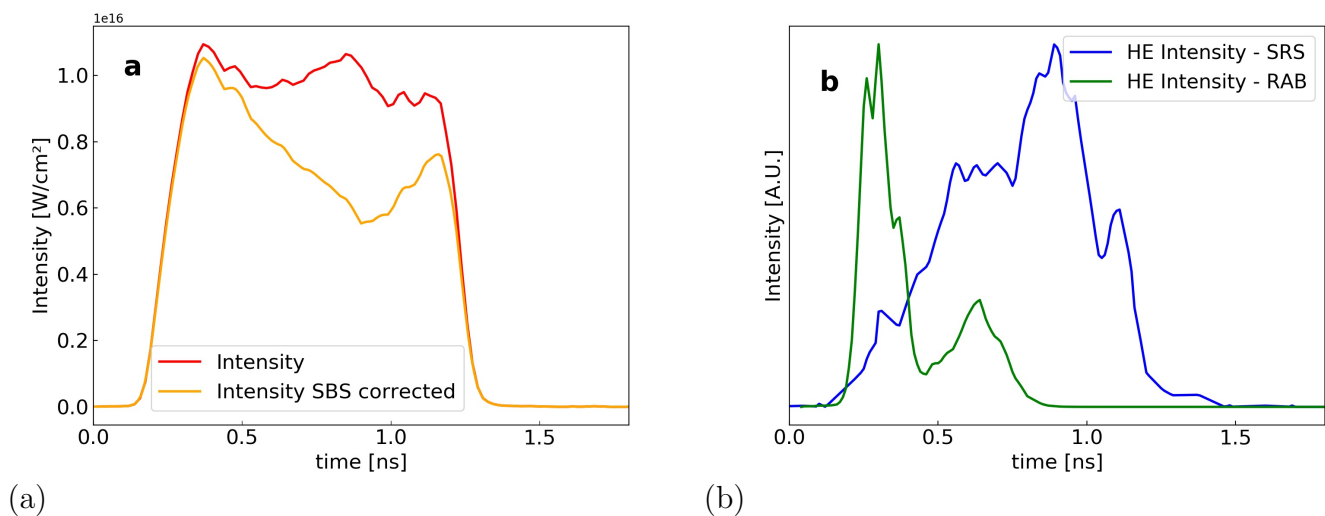 1e16
a
1.0
0.8
0.6
0.4
0.2
0.0
Intensity [W/cm²]
Intensity
Intensity SBS corrected
0.0 0.5 1.0 1.5
time [ns]
(a)
b
HE Intensity - SRS
HE Intensity - RAB
Intensity [A.U.]
0.0 0.5 1.0 1.5
time [ns]
(b)